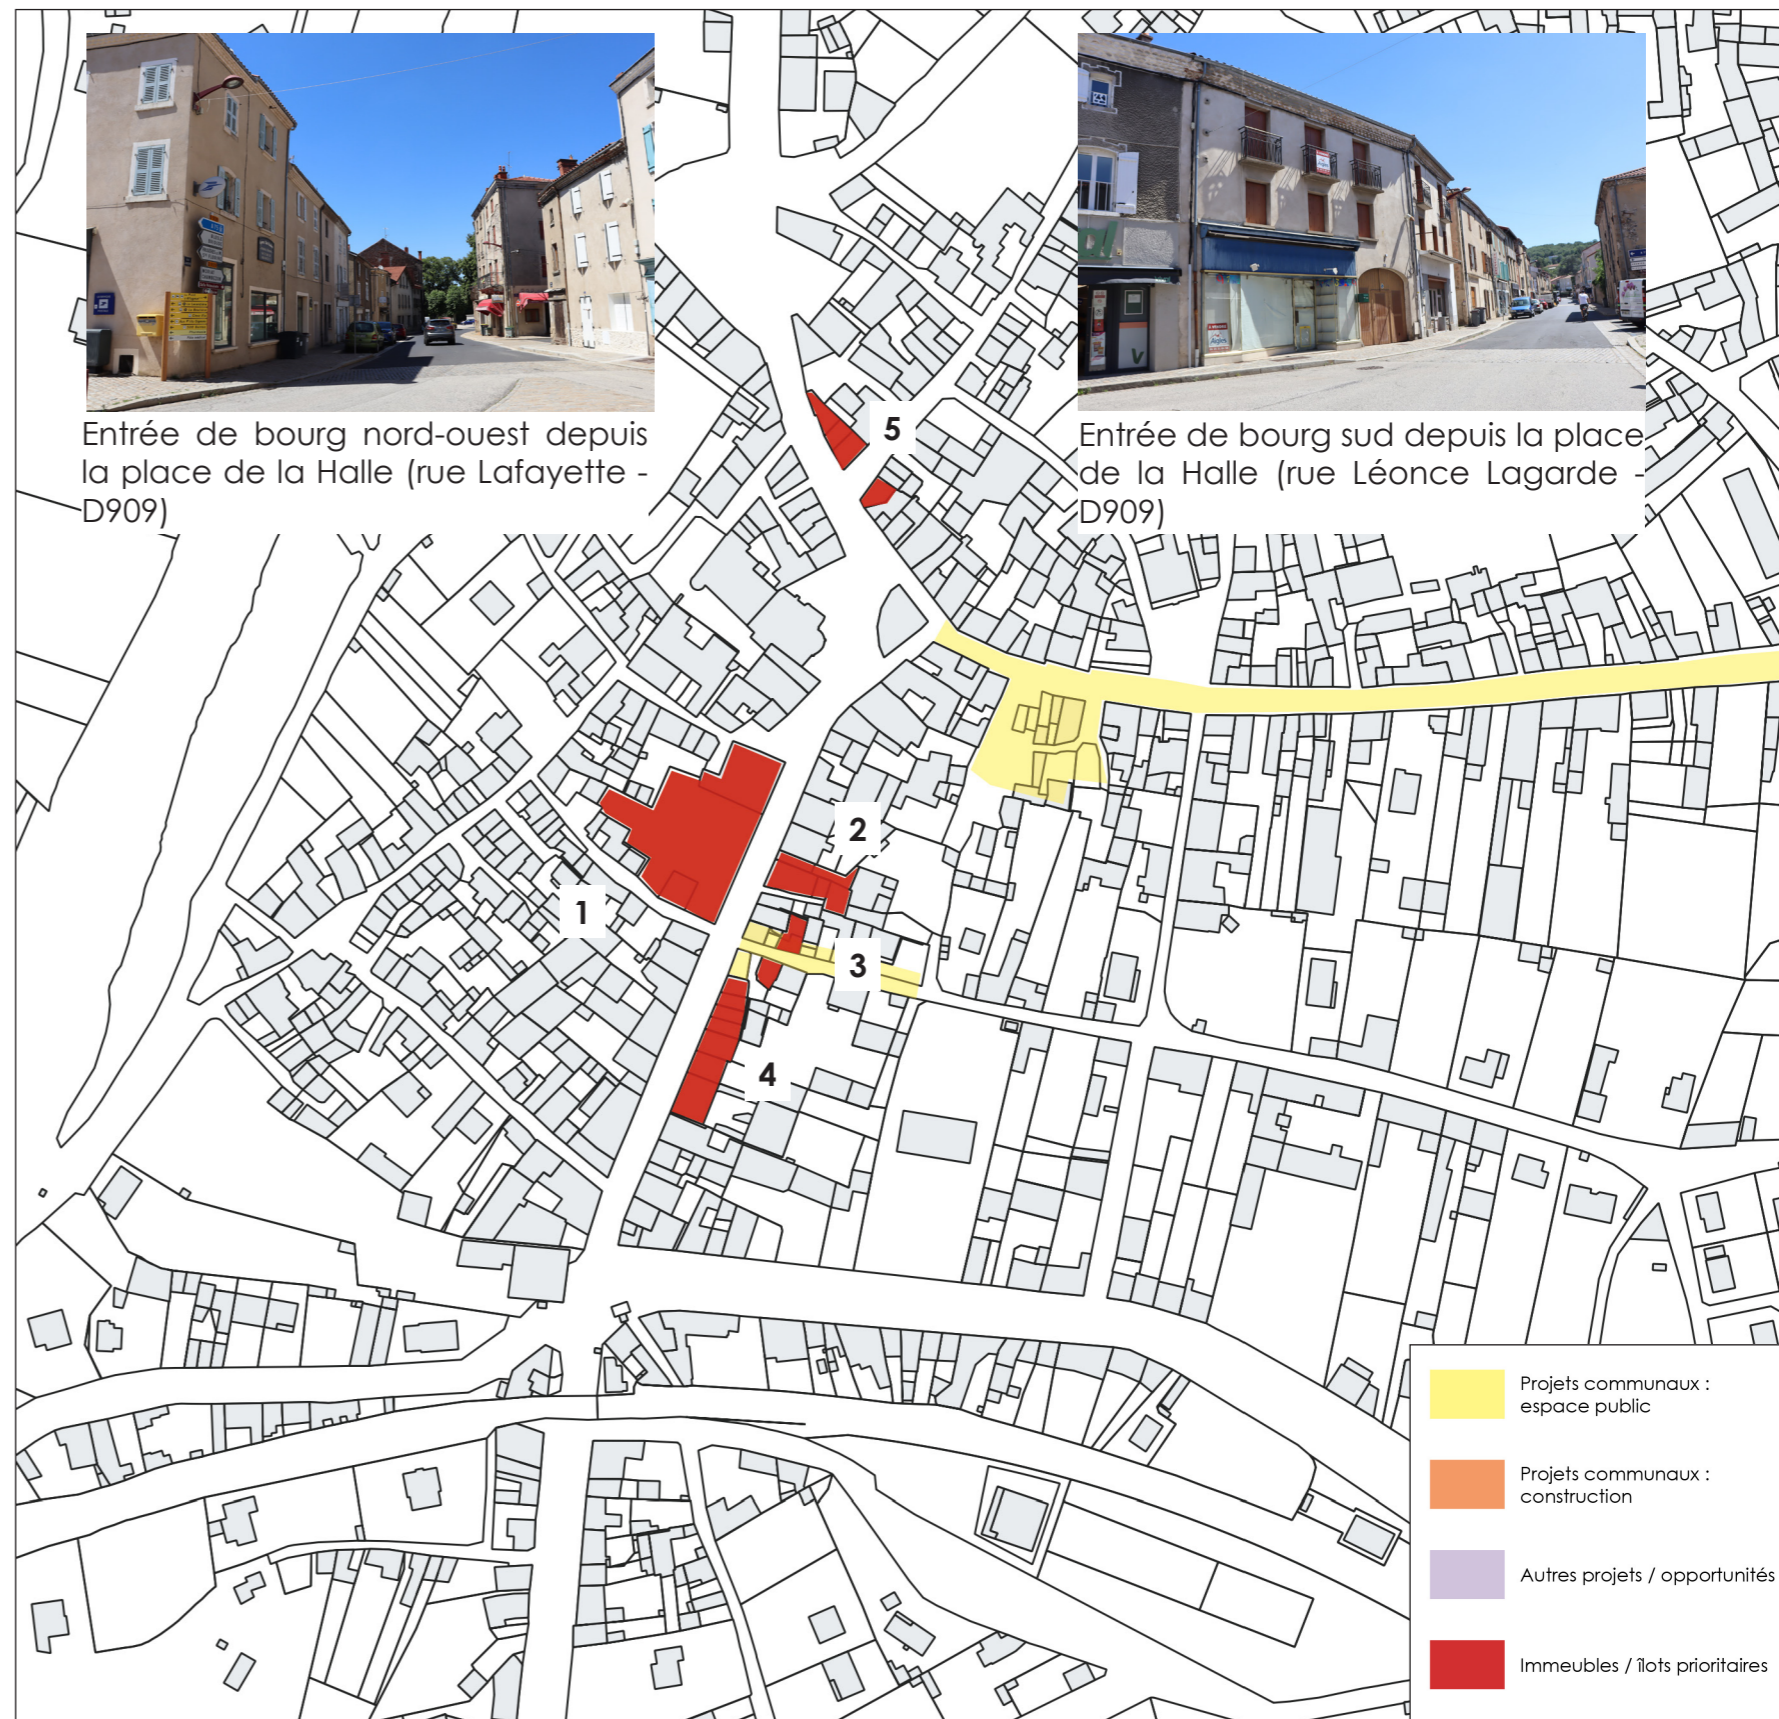 Entrée de bourg nord-ouest depuis
la place de la Halle (rue Lafayette -
D909)
Entrée de bourg sud depuis la place
de la Halle (rue Léonce Lagarde -
D909)
5
2
1
3
4
Projets communaux :
espace public
Projets communaux :
construction
Autres projets / opportunités
Immeubles / îlots prioritaires